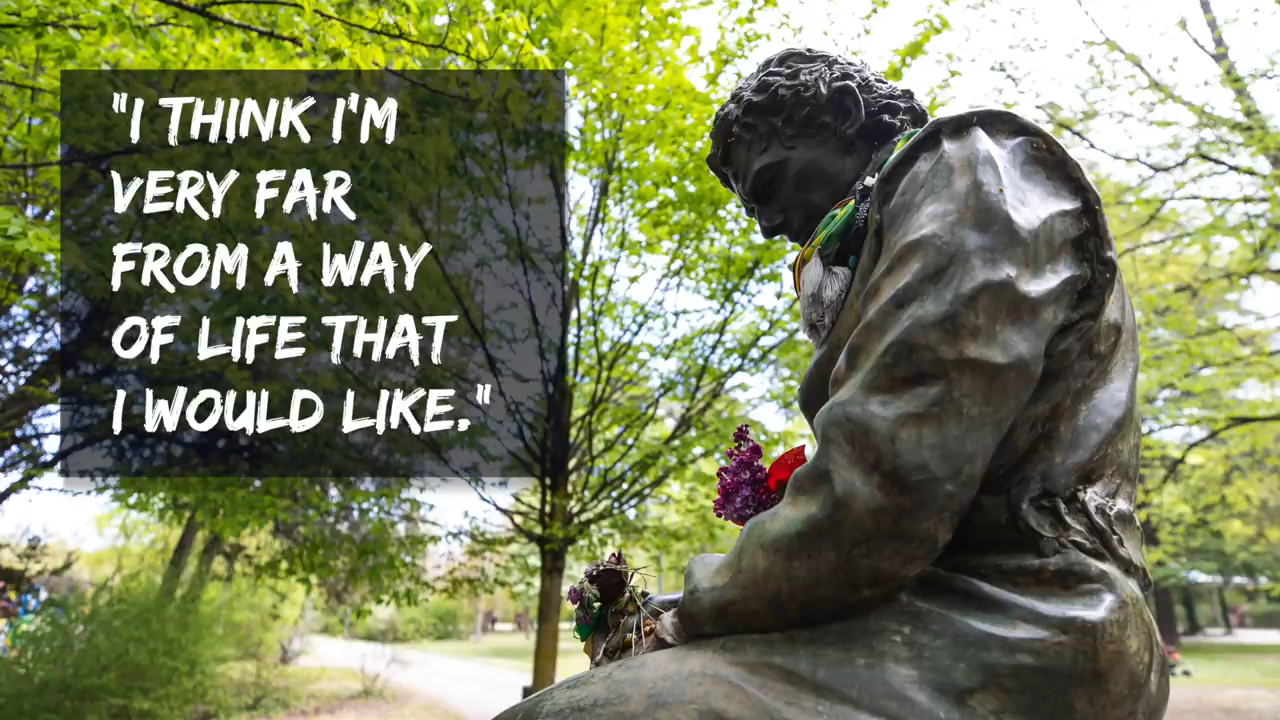 "I THINK I'M
VERY FAR
FROM A WAY
OF LIFE THAT
I WOULD LIKE."